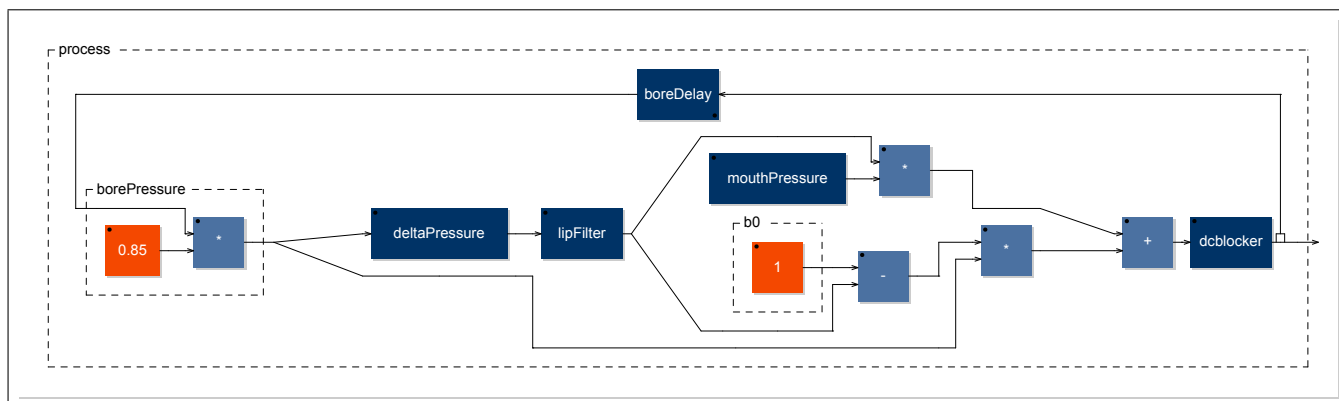 process
boreDelay
borePressure
0.85
*
deltaPressure
lipFilter
mouthPressure
*
b0
1
-
*
+
dcblocker